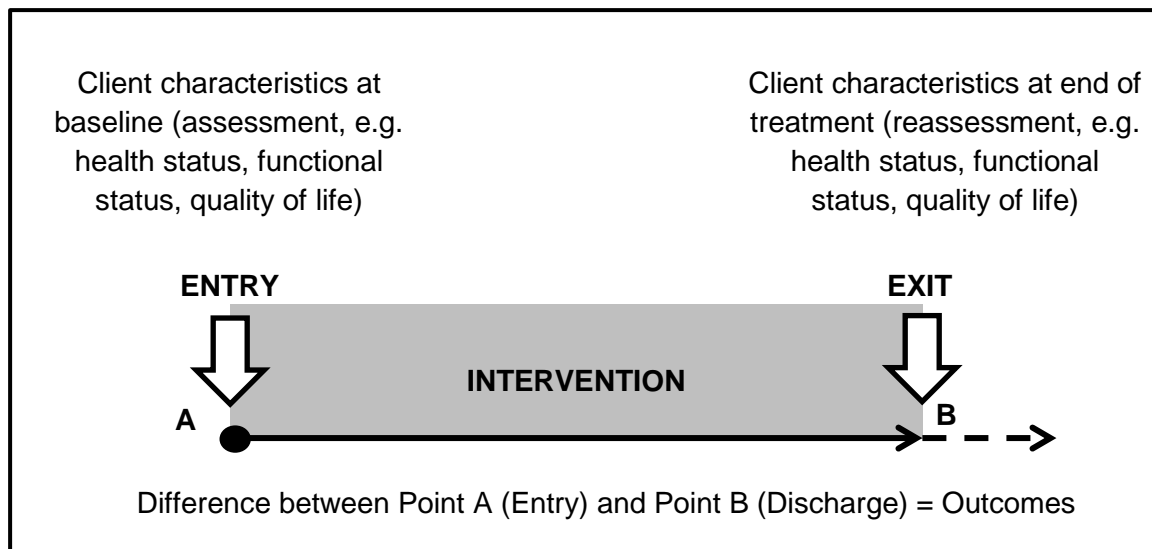 Client characteristics at
baseline (assessment, e.g.
health status, functional
status, quality of life)
Client characteristics at end of
treatment (reassessment, e.g.
health status, functional
status, quality of life)
ENTRY
EXIT
INTERVENTION
A
B
Difference between Point A (Entry) and Point B (Discharge) = Outcomes